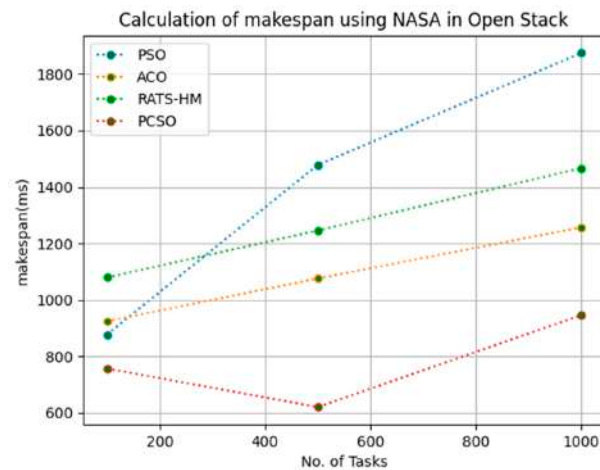 Calculation of makespan using NASA in Open Stack
PSO
ACO
RATS-HM
PCSO
1800
1600
1400
1200
1000
800
600
makespan(ms)
200
400
600
800
1000
No. of Tasks